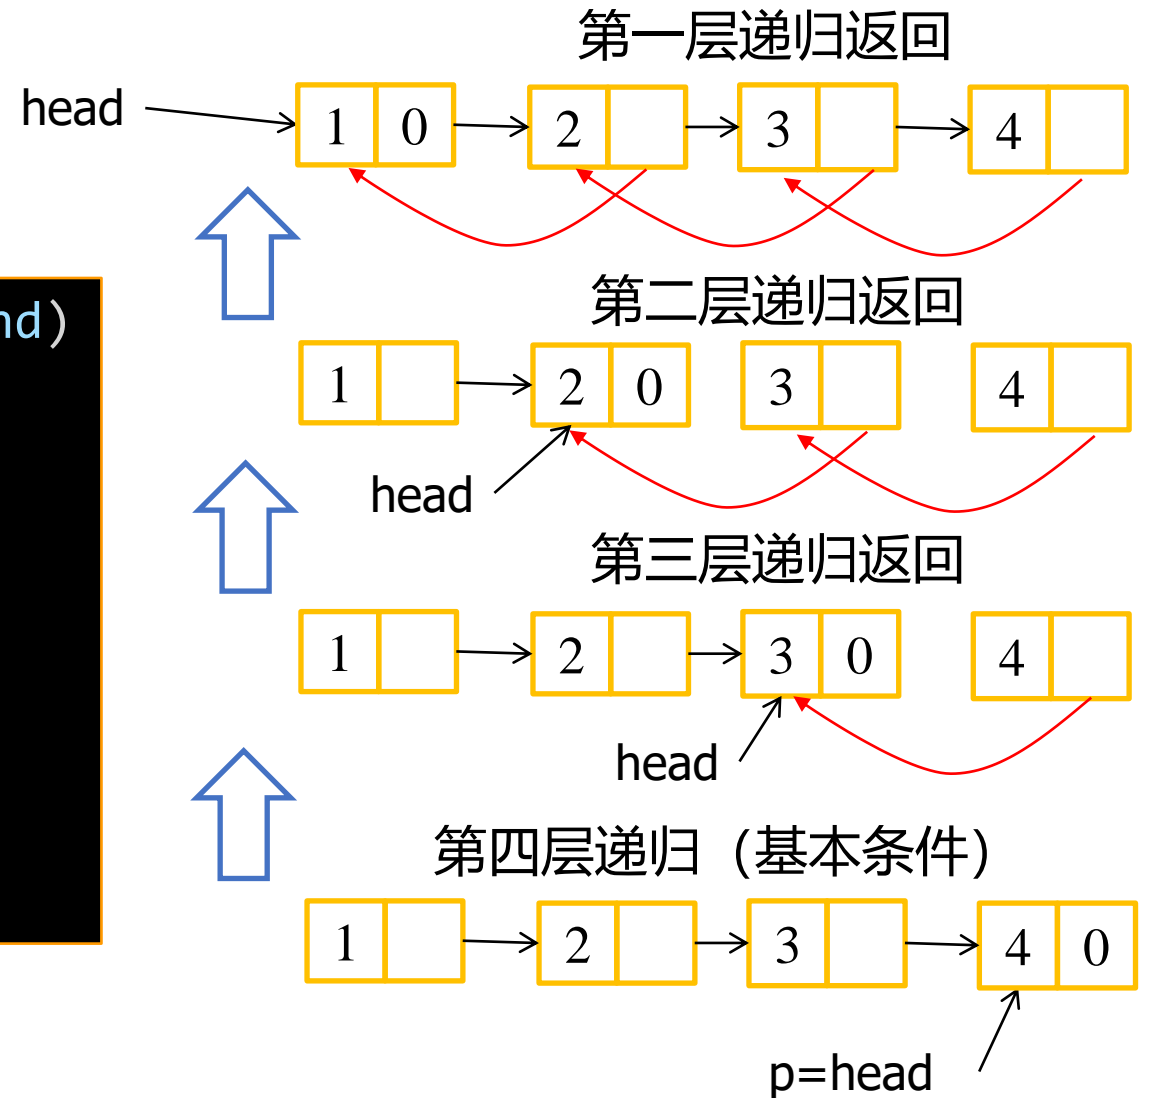 第一层递归返回
head
1 0 2 3 4
第二层递归返回
nd)
1 2 0 3 4
head
第三层递归返回
1 2 3 0 4
head
第四层递归（基本条件）
1 2 3 4 0
p=head